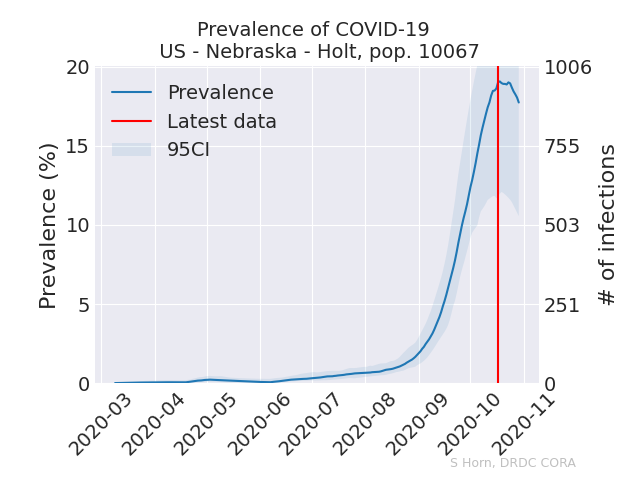 Prevalence of COVID-19
US - Nebraska - Holt, pop. 10067
20
15
10
5
0
Prevalence (%)
1006
755
503
251
0
# of infections
Prevalence
Latest data
95CI
2020-03
2020-04
2020-05
2020-06
2020-07
2020-08
2020-09
2020-10
2020-11
S Horn, DRDC CORA